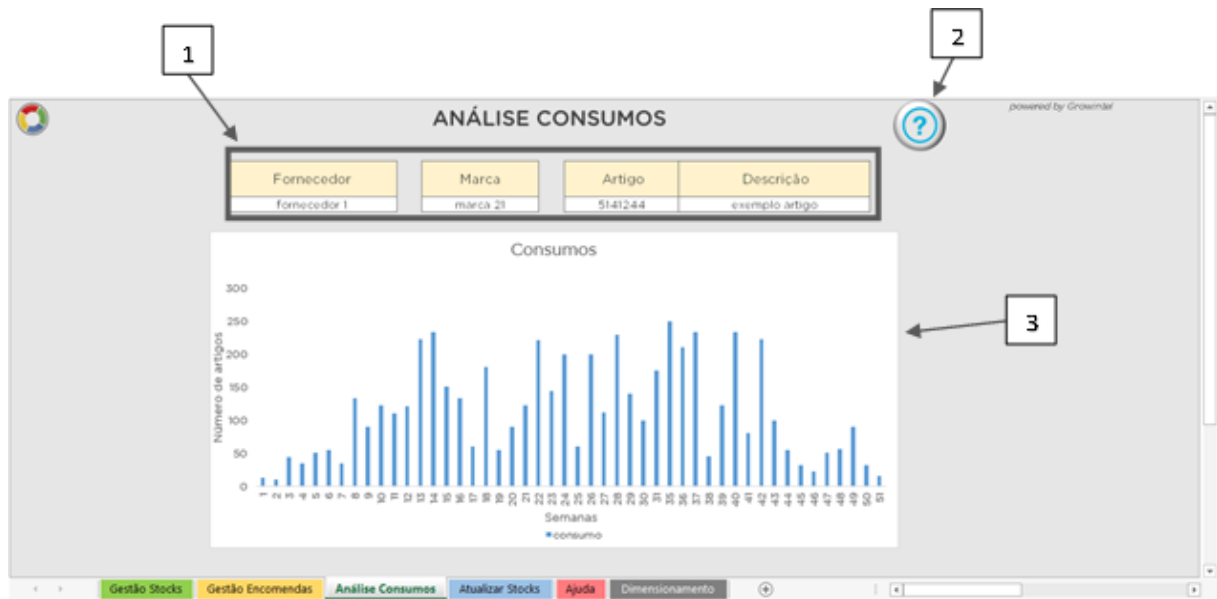 1
2
ANÁLISE CONSUMOS
powered by Growintel
?
Fornecedor Marca Artigo Descrição
fornecedor 1 marca 21 5141244 exemplo artigo
Consumos
3
300
250
200
150
100
50
0
Número de artigos
1 2 3 4 5 6 7 8 9 10 11 12 13 14 15 16 17 18 19 20 21 22 23 24 25 26 27 28 29 30 31 35 36 37 38 39 40 41 42 43 44 45 46 47 48 49 50 51
Semanas
consumo
Gestão Stocks Gestão Encomendas Análise Consumos Atualizar Stocks Ajuda Dimensionamento